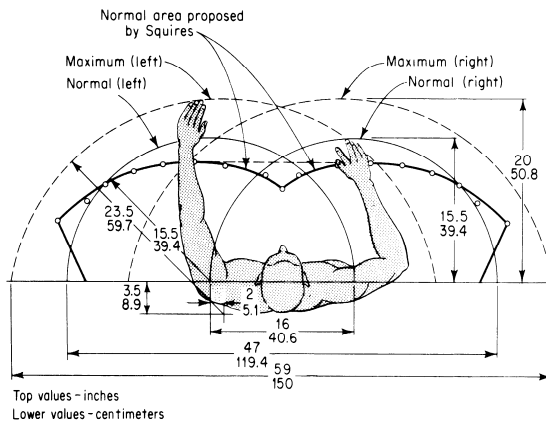 Normal area proposed
by Squires
Maximum (left)
Normal (left)
Maximum (right)
Normal (right)
20
50.8
23.5
59.7
15.5
39.4
15.5
39.4
3.5
8.9
2
5.1
16
40.6
47
119.4
59
150
Top values - inches
Lower values - centimeters